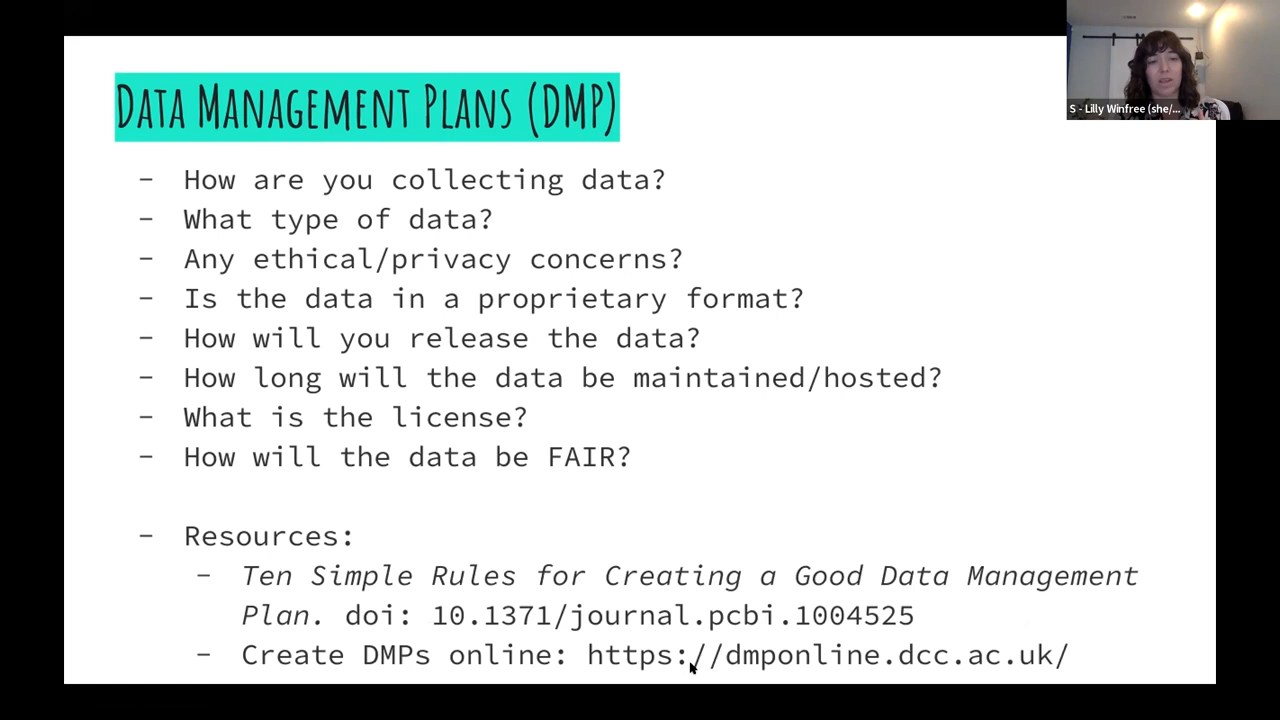 DATA MANAGEMENT PLANS (DMP)
S - Lilly Winfree (she/...
- How are you collecting data?
- What type of data?
- Any ethical/privacy concerns?
- Is the data in a proprietary format?
- How will you release the data?
- How long will the data be maintained/hosted?
- What is the license?
- How will the data be FAIR?
- Resources:
- Ten Simple Rules for Creating a Good Data Management
Plan. doi: 10.1371/journal.pcbi.1004525
- Create DMPs online: https://dmponline.dcc.ac.uk/